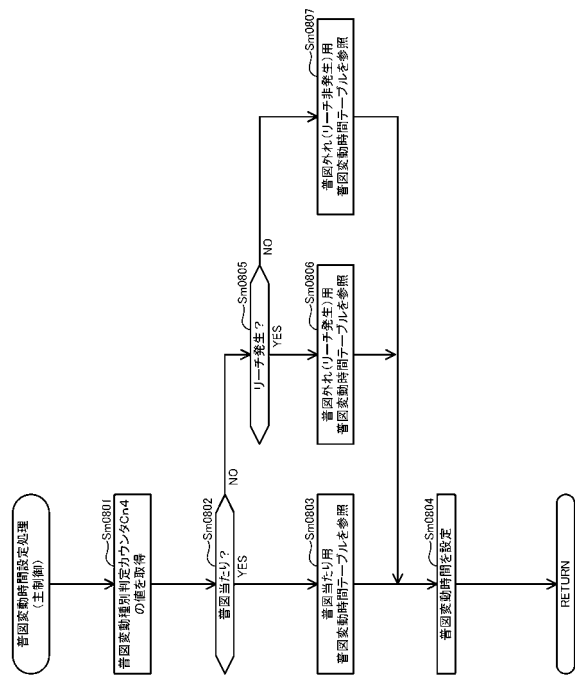 普図変動時間設定処理
(主制御)
Sm0801
普図変動種別判定カウンタCn4
の値を取得
Sm0802
普図当たり?
NO
YES
Sm0803
普図当たり用
普図変動時間テーブルを参照
Sm0804
普図変動時間を設定
RETURN
Sm0805
リーチ発生?
NO
YES
Sm0806
普図外れ(リーチ発生)用
普図変動時間テーブルを参照
Sm0807
普図外れ(リーチ非発生)用
普図変動時間テーブルを参照